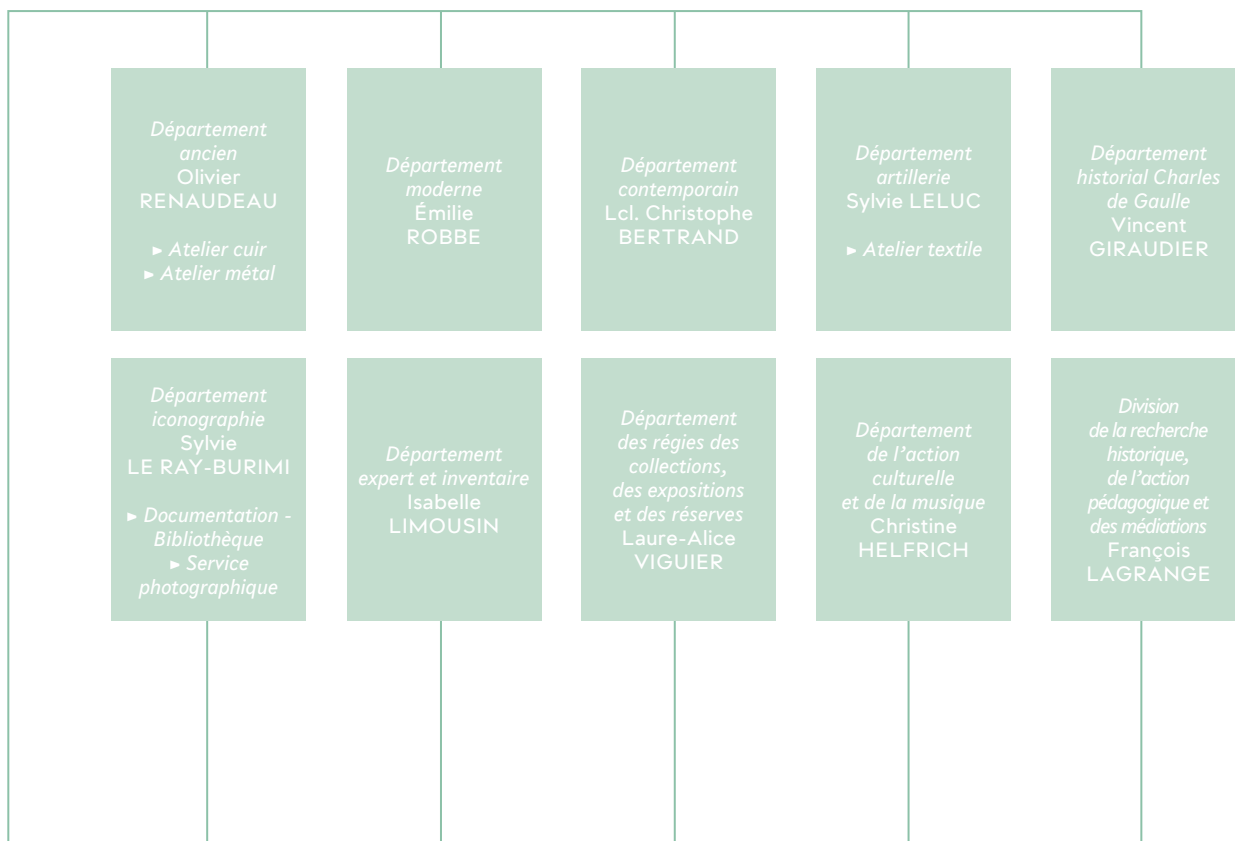 Département
ancien
Olivier
RENAUDEAU
► Atelier cuir
► Atelier métal
Département
moderne
Émilie
ROBBE
Département
contemporain
Lcl. Christophe
BERTRAND
Département
artillerie
Sylvie LELUC
► Atelier textile
Département
historial Charles
de Gaulle
Vincent
GIRAUDIER
Département
iconographie
Sylvie
LE RAY-BURIMI
► Documentation -
Bibliothèque
► Service
photographique
Département
expert et inventaire
Isabelle
LIMOUSIN
Département
des régies des
collections,
des expositions
et des réserves
Laure-Alice
VIGUIER
Département
de l’action
culturelle
et de la musique
Christine
HELFRICH
Division
de la recherche
historique,
de l’action
pédagogique et
des médiations
François
LAGRANGE